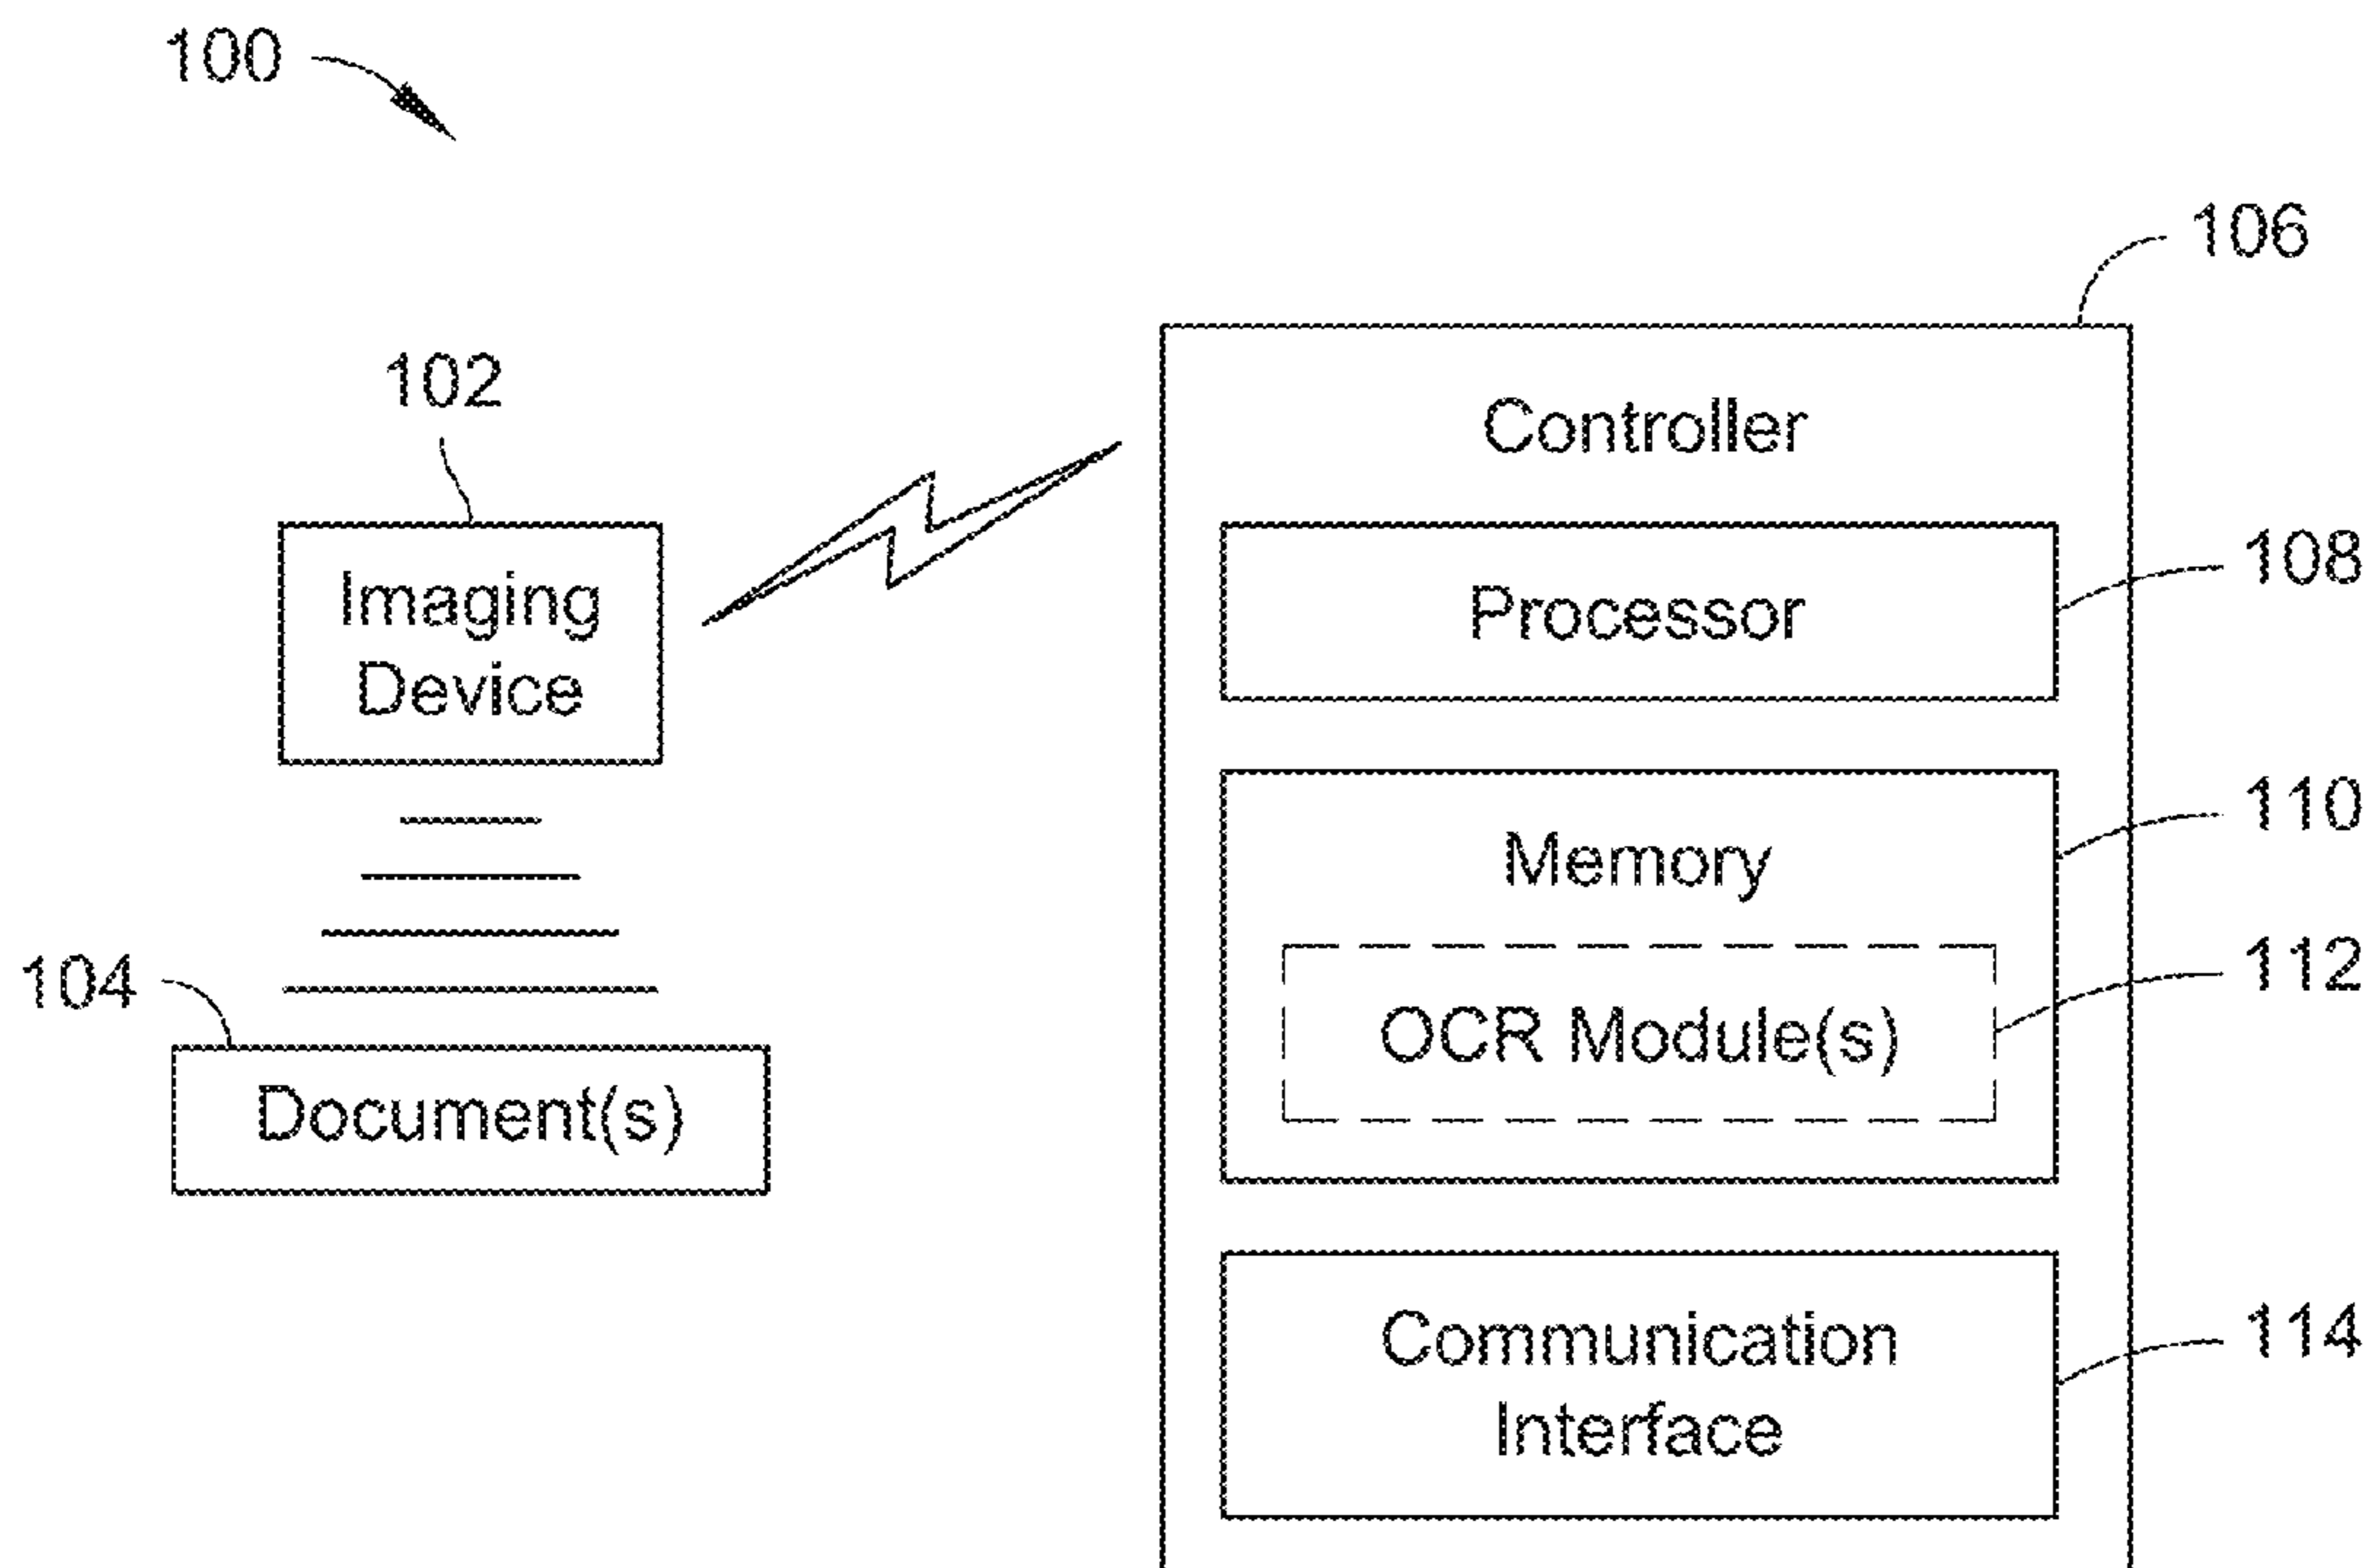 100
106
102
Controller
Imaging
Device
108
Processor
110
Memory
104
112
OCR Module(s)
Document(s)
114
Communication
Interface